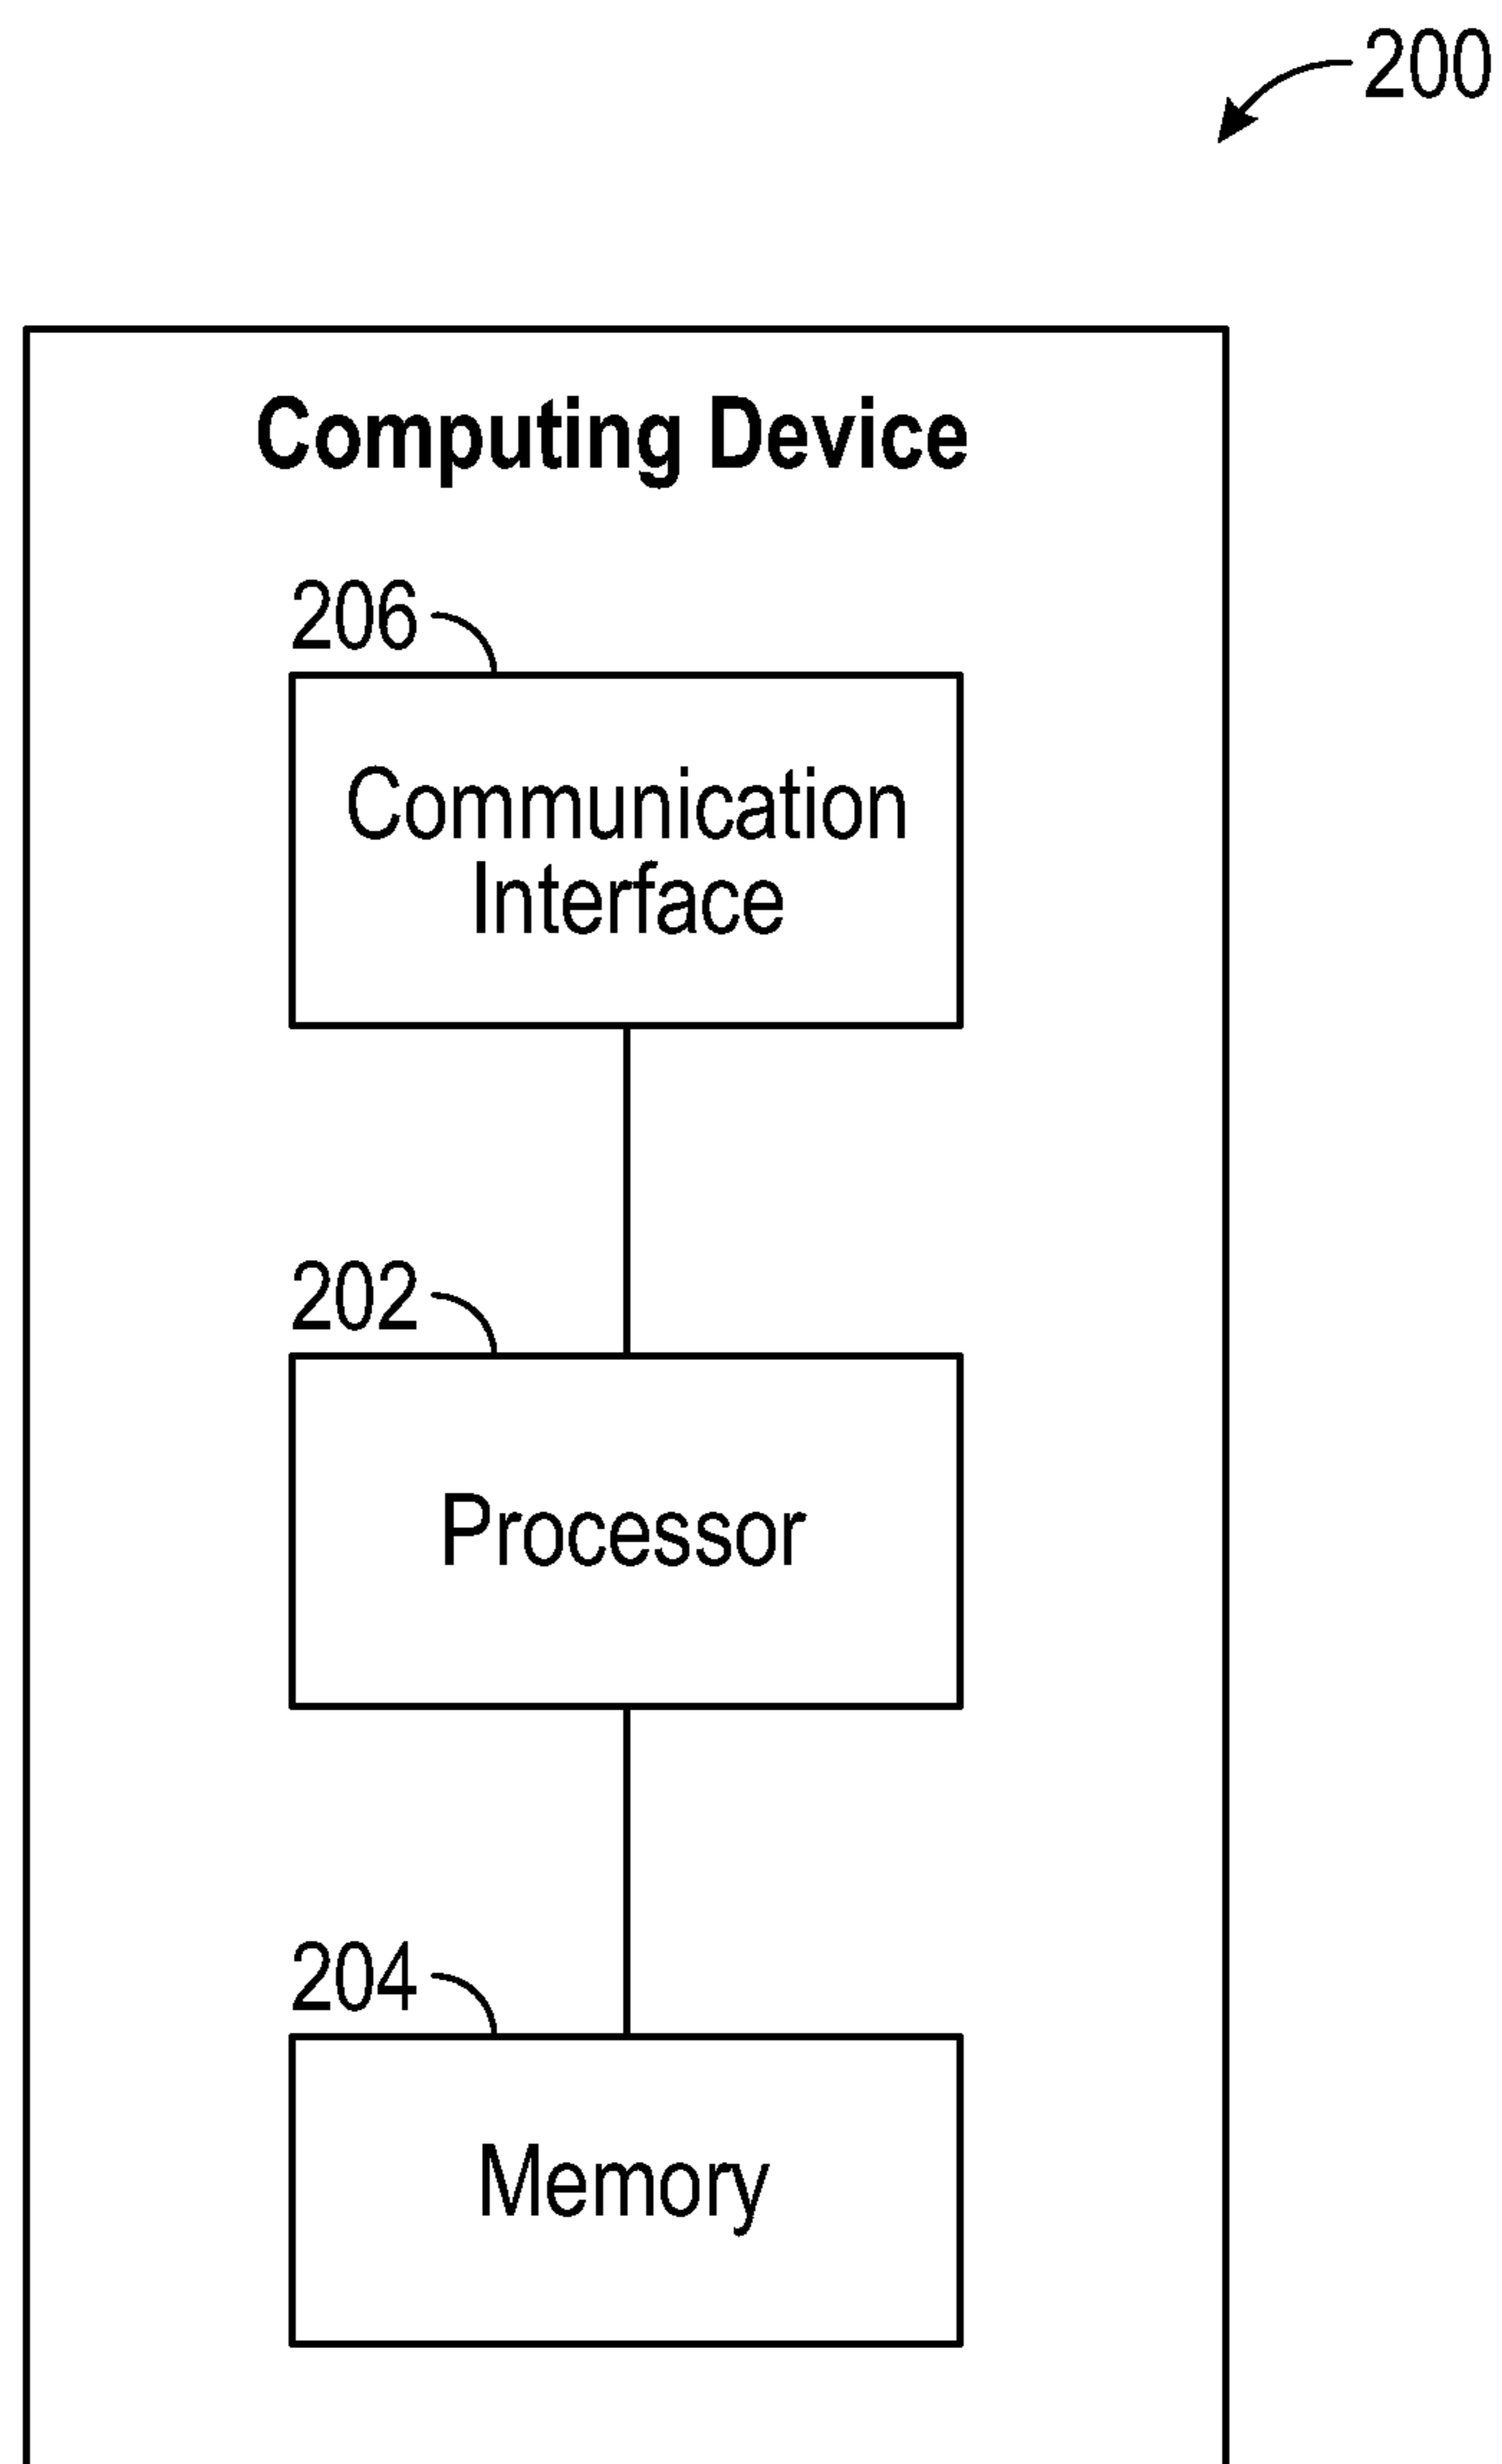 200
Computing Device
206
Communication
Interface
202
Processor
204
Memory